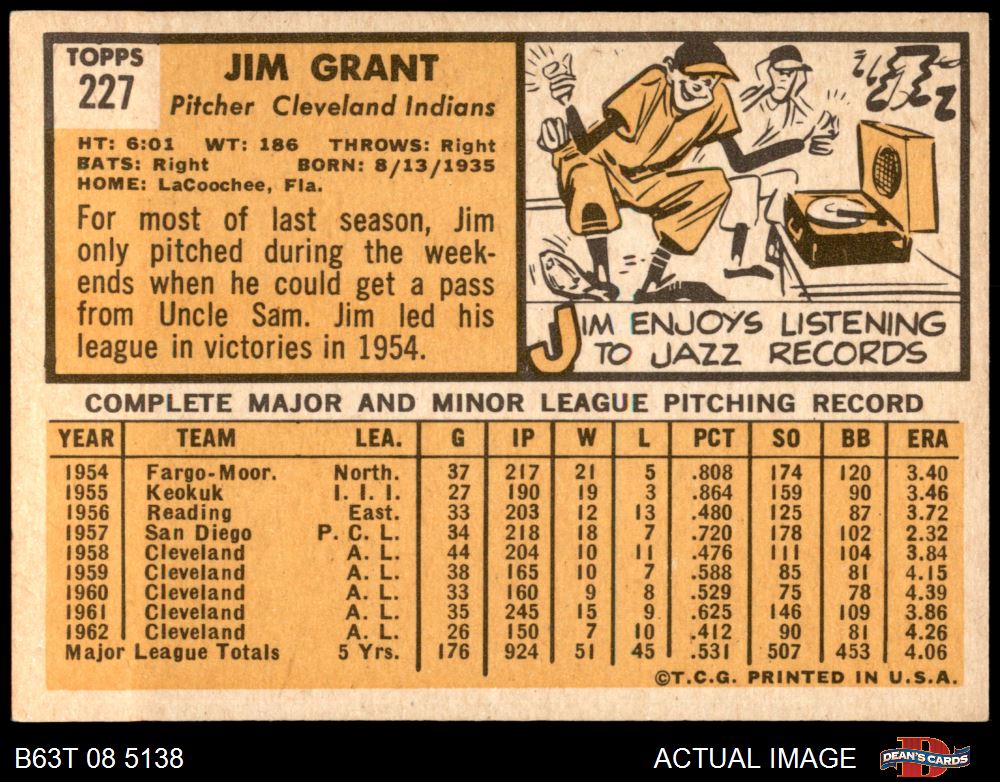 TOPPS
227
JIM GRANT
Pitcher Cleveland Indians
HT: 6:01 WT: 186 THROWS: Right
BATS: Right BORN: 8/13/1935
HOME: LaCoochee, Fla.
For most of last season, Jim
only pitched during the week-
ends when he could get a pass
from Uncle Sam. Jim led his
league in victories in 1954.
JIM ENJOYS LISTENING
TO JAZZ RECORDS
COMPLETE MAJOR AND MINOR LEAGUE PITCHING RECORD
YEAR TEAM LEA. G IP W L PCT SO BB ERA
1954 Fargo-Moor. North. 37 217 21 5 .808 174 120 3.40
1955 Keokuk I. I. I. 27 190 19 3 .864 159 90 3.46
1956 Reading East. 33 203 12 13 .480 125 87 3.72
1957 San Diego P. C. L. 34 218 18 7 .720 178 102 2.32
1958 Cleveland A. L. 44 204 10 11 .476 111 104 3.84
1959 Cleveland A. L. 38 165 10 7 .588 85 81 4.15
1960 Cleveland A. L. 33 160 9 8 .529 75 78 4.39
1961 Cleveland A. L. 35 245 15 9 .625 146 109 3.86
1962 Cleveland A. L. 26 150 7 10 .412 90 81 4.26
Major League Totals 5 Yrs. 176 924 51 45 .531 507 453 4.06
©T.C.G. PRINTED IN U.S.A.
B63T 08 5138
ACTUAL IMAGE
DEAN'S CARDS